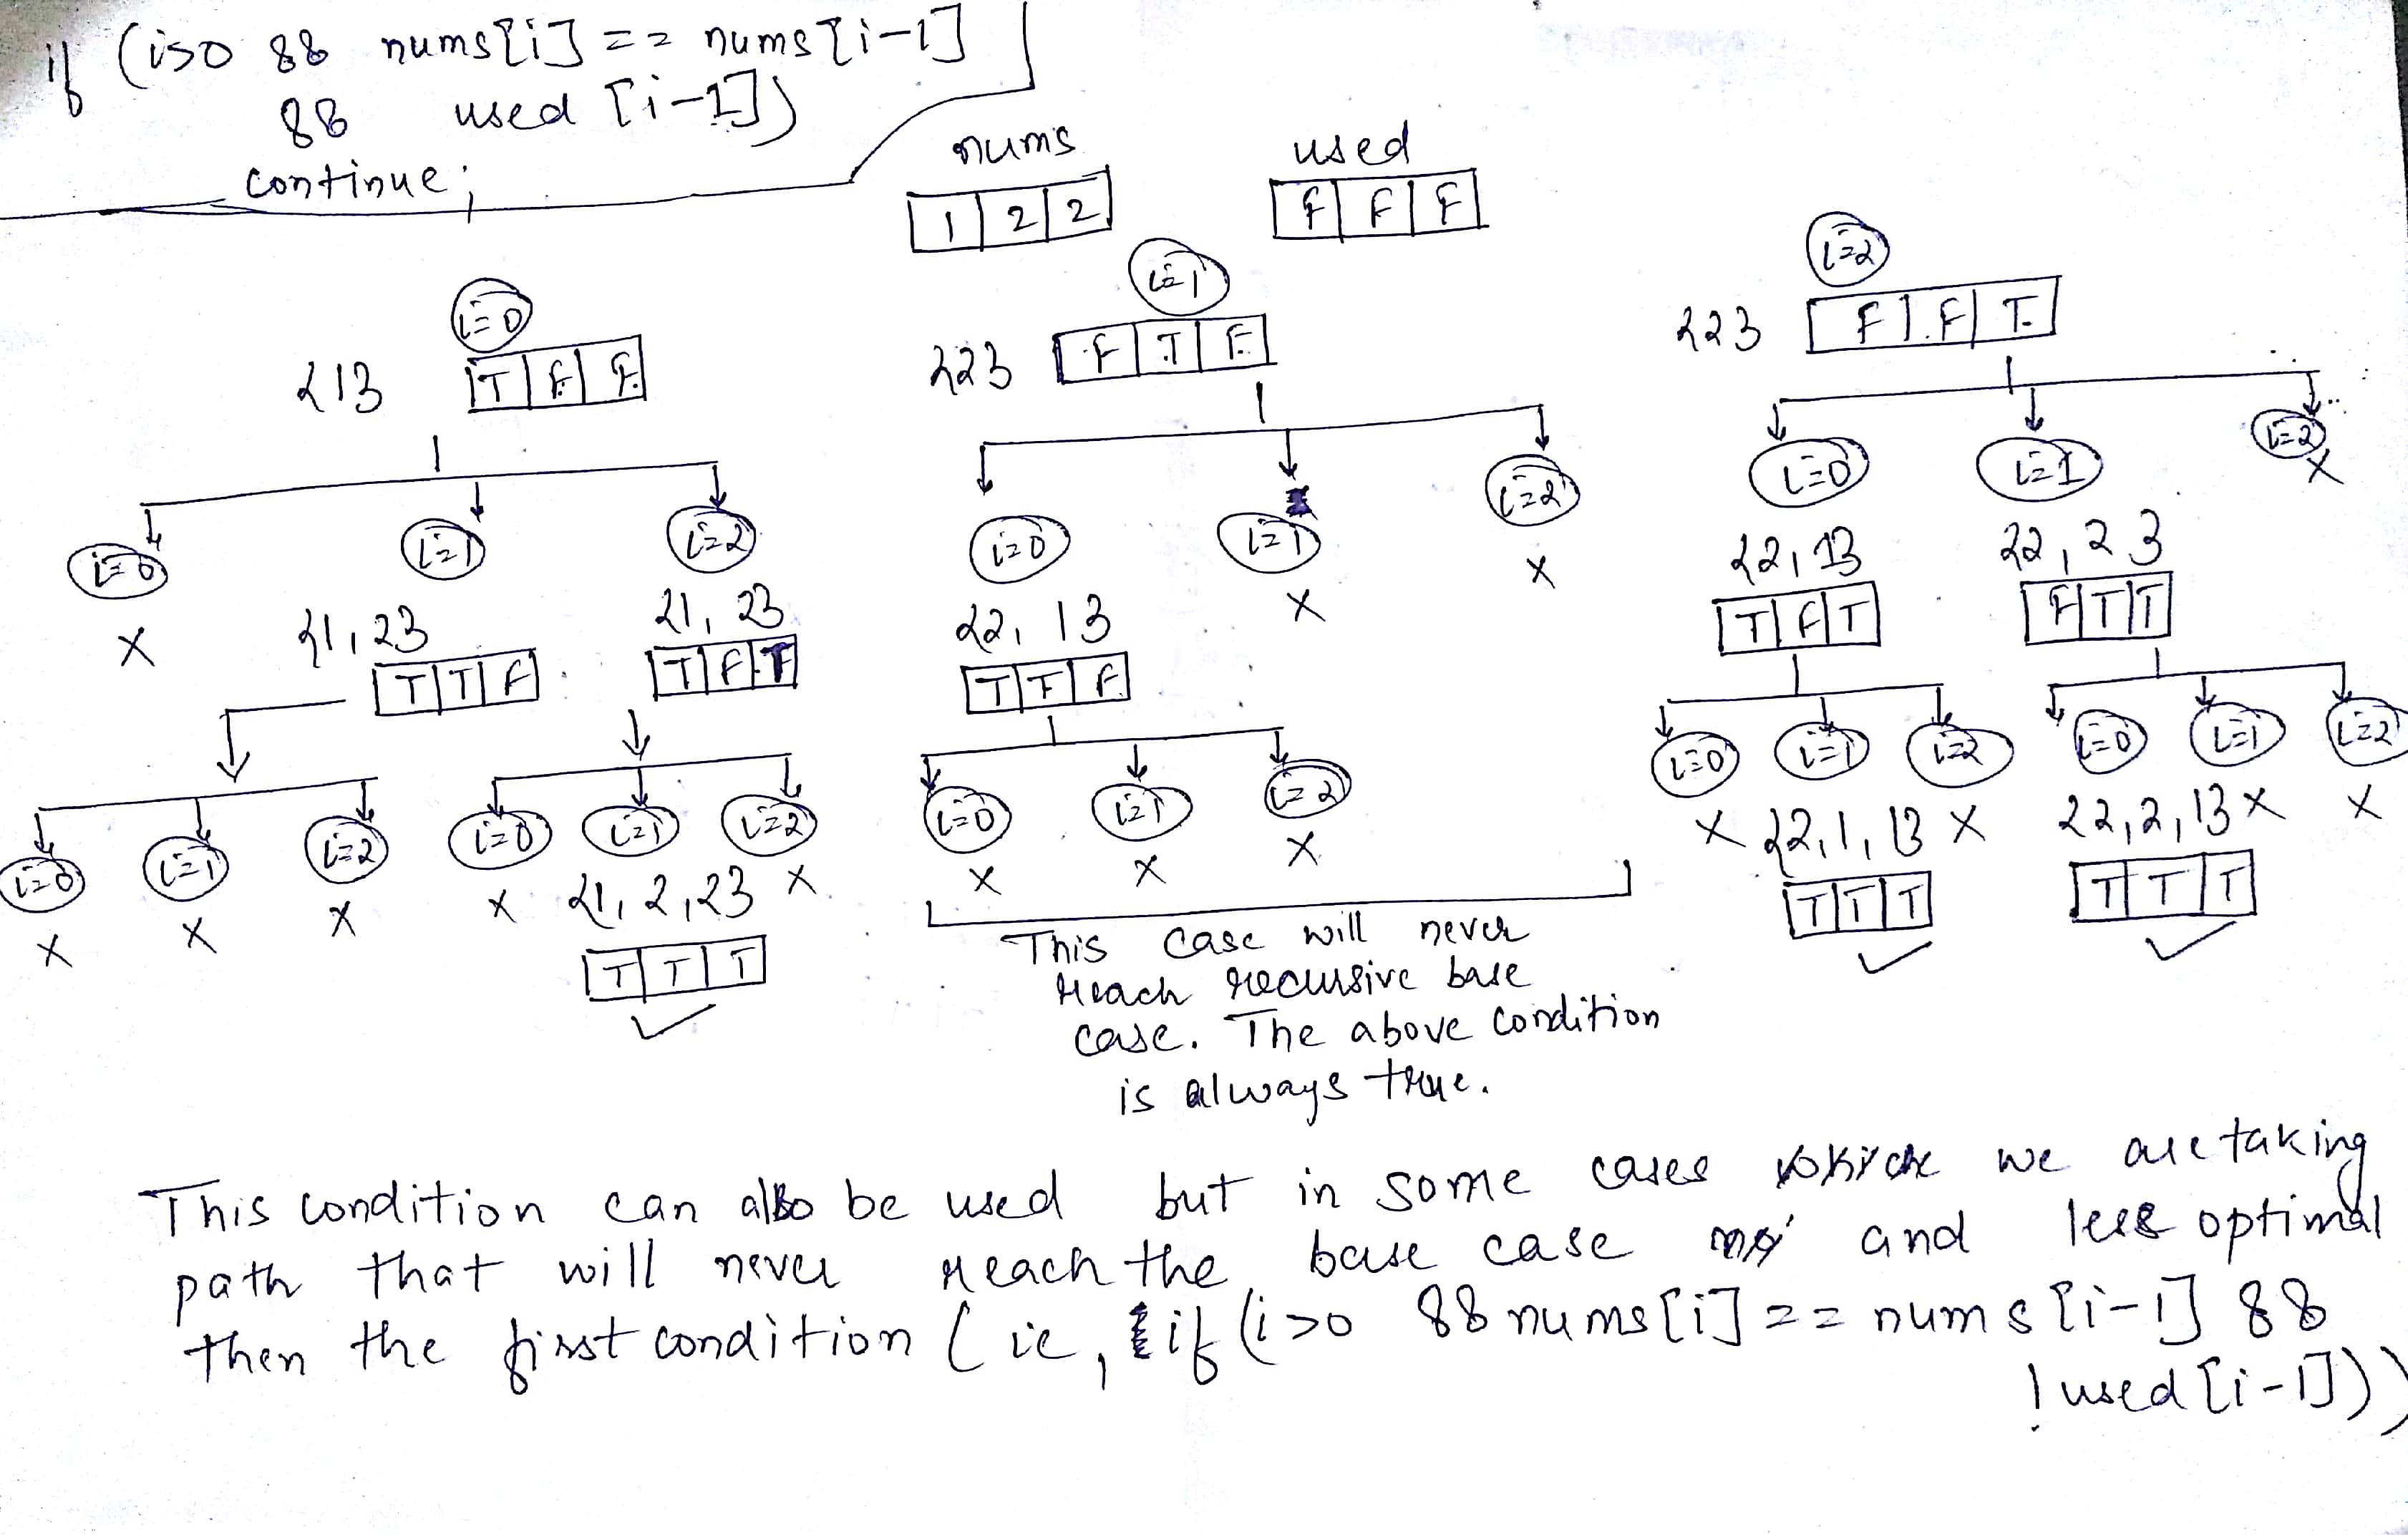 if (i>0 && nums[i] == nums[i-1]
&& used [i-1])
continue;
nums used
1 2 2 F F F
i=0 i=1 i=2
{1} T F F {2} F T F {2} F F T
i=0 i=1 i=2 i=0 i=1 i=2 i=0 i=1 i=2
x {1,2} {1,2} {2,1} x x {2,1} {2,2} x
T T F T F T T T F T F T F T T
i=0 i=1 i=2 i=0 i=1 i=2 i=0 i=1 i=2 i=0 i=1 i=2 i=0 i=1 i=2
x x x x {1,2,2} x x x x x {2,1,1} x {2,2,1} x x
T T T T T T T T T
This case will never
reach recursive base
case. The above condition
is always true.
This condition can also be used but in some cases we are taking
path that will never reach the base case and less optimal
then the first condition (ie, if (i>0 && nums[i] == nums[i-1] &&
!used[i-1]))